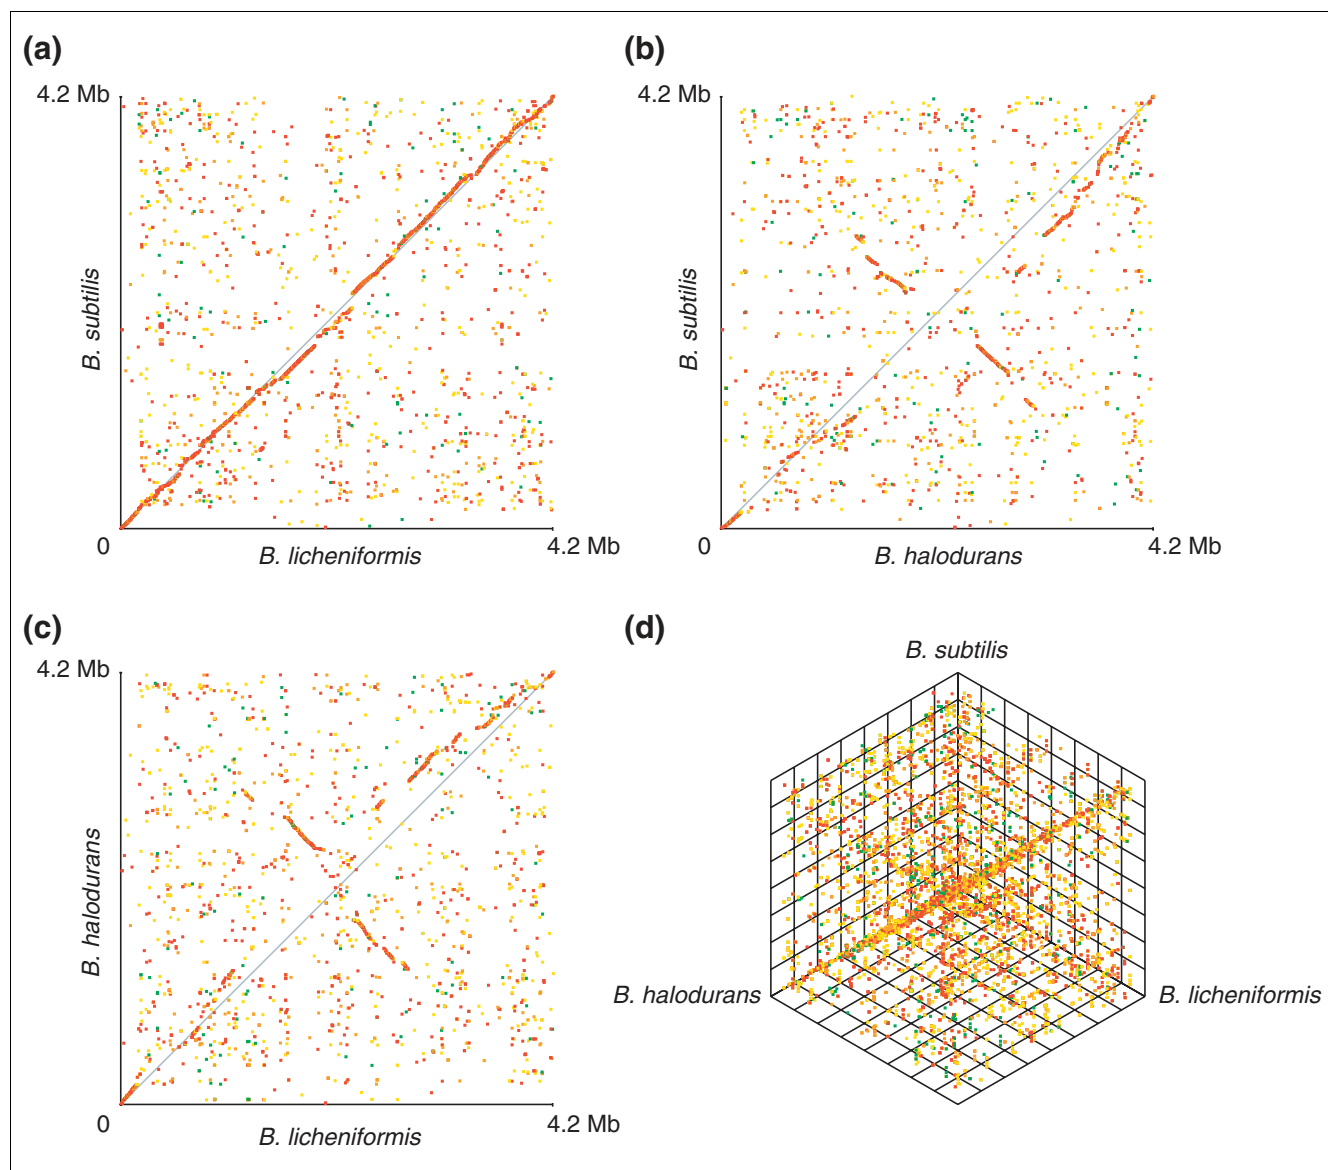 (a)
4.2 Mb
B. subtilis
0
B. licheniformis
4.2 Mb
(b)
4.2 Mb
B. subtilis
0
B. halodurans
4.2 Mb
(c)
4.2 Mb
B. halodurans
0
B. licheniformis
4.2 Mb
(d)
B. subtilis
B. halodurans
B. licheniformis